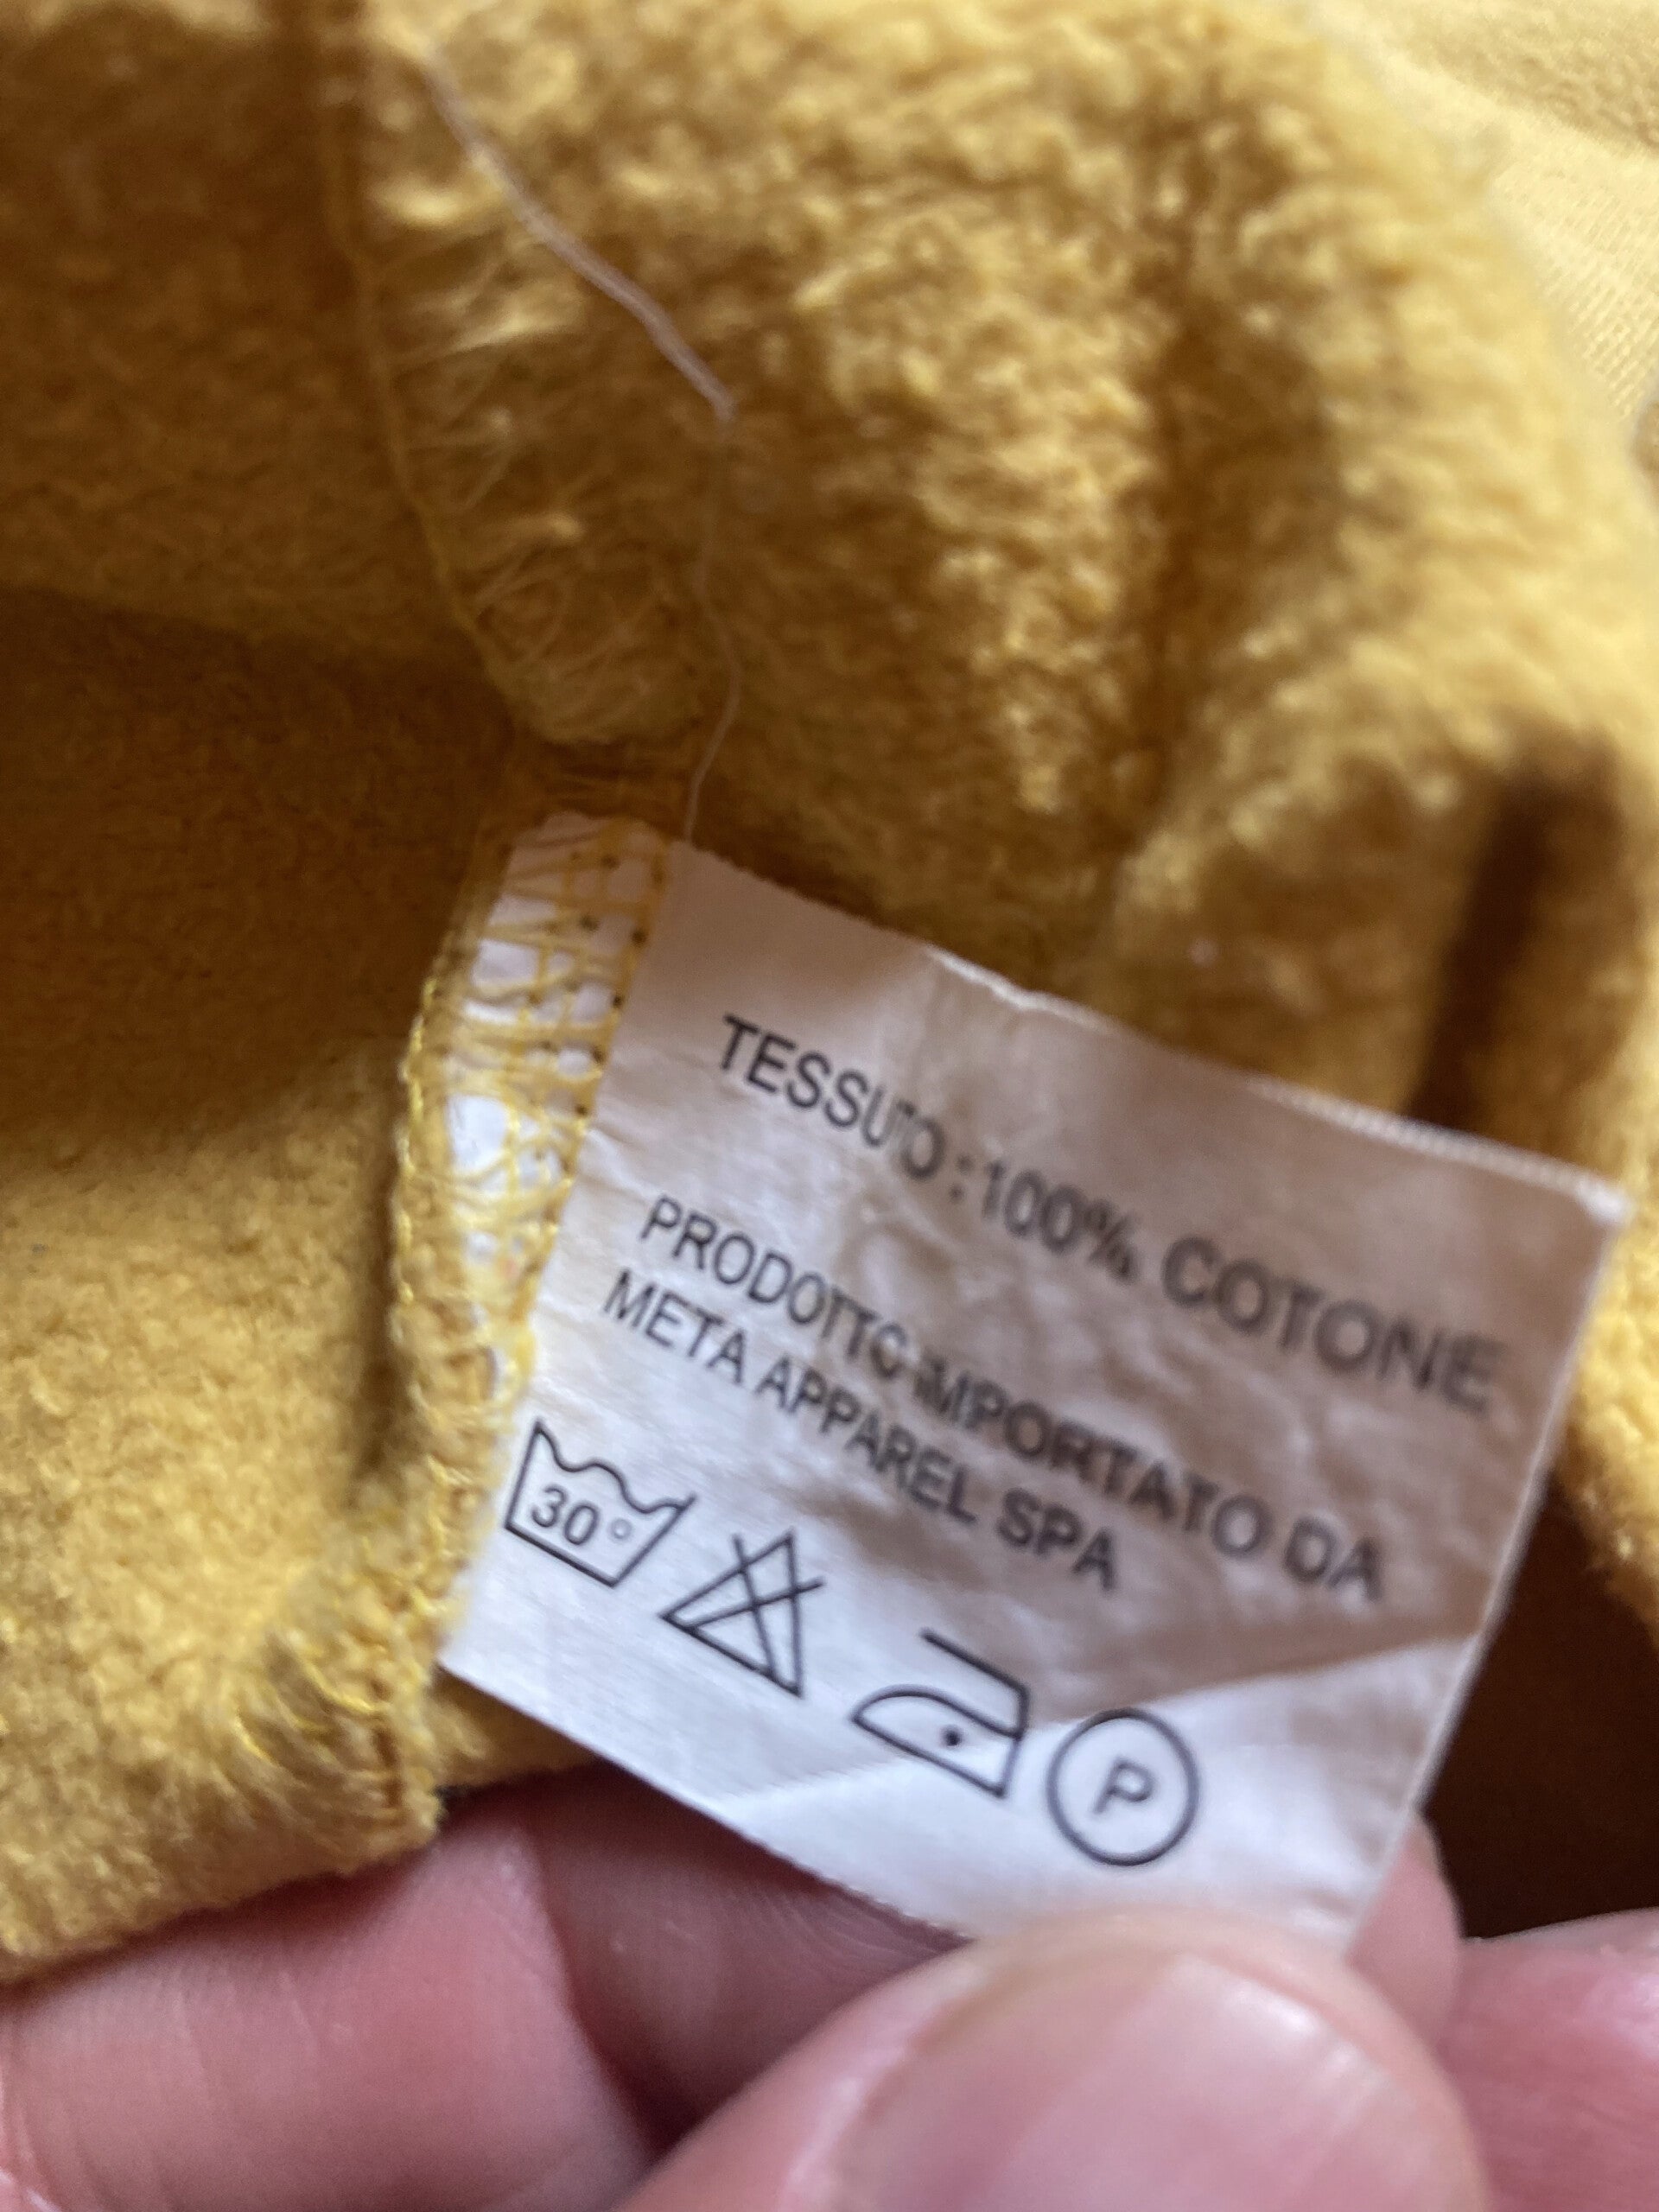 TESSUTO : 100% COTONE
PRODOTTO IMPORTATO DA
META APPAREL SPA
30°
P